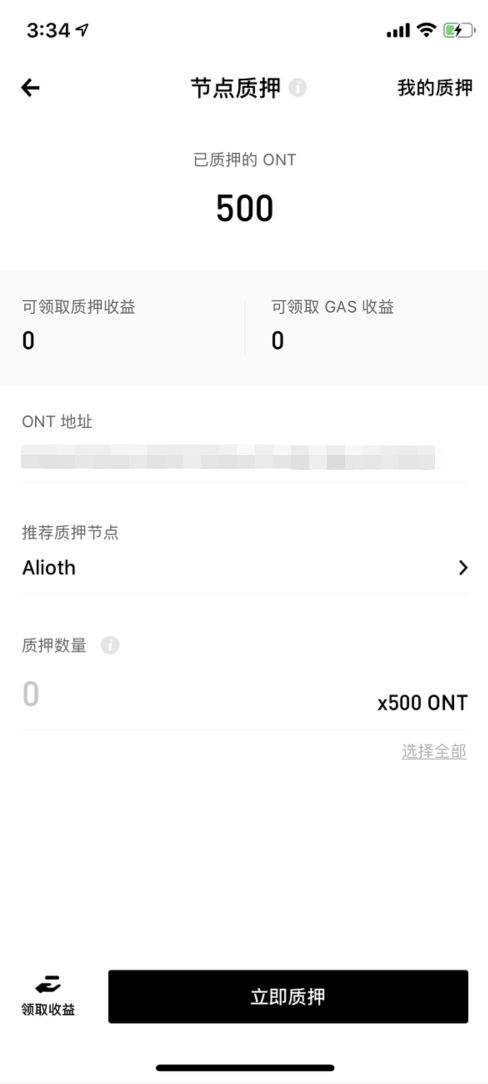 3:34
节点质押
我的质押
已质押的 ONT
500
可领取质押收益
可领取 GAS 收益
0
0
ONT 地址
推荐质押节点
Alioth
质押数量
0
x500 ONT
选择全部
领取收益
立即质押